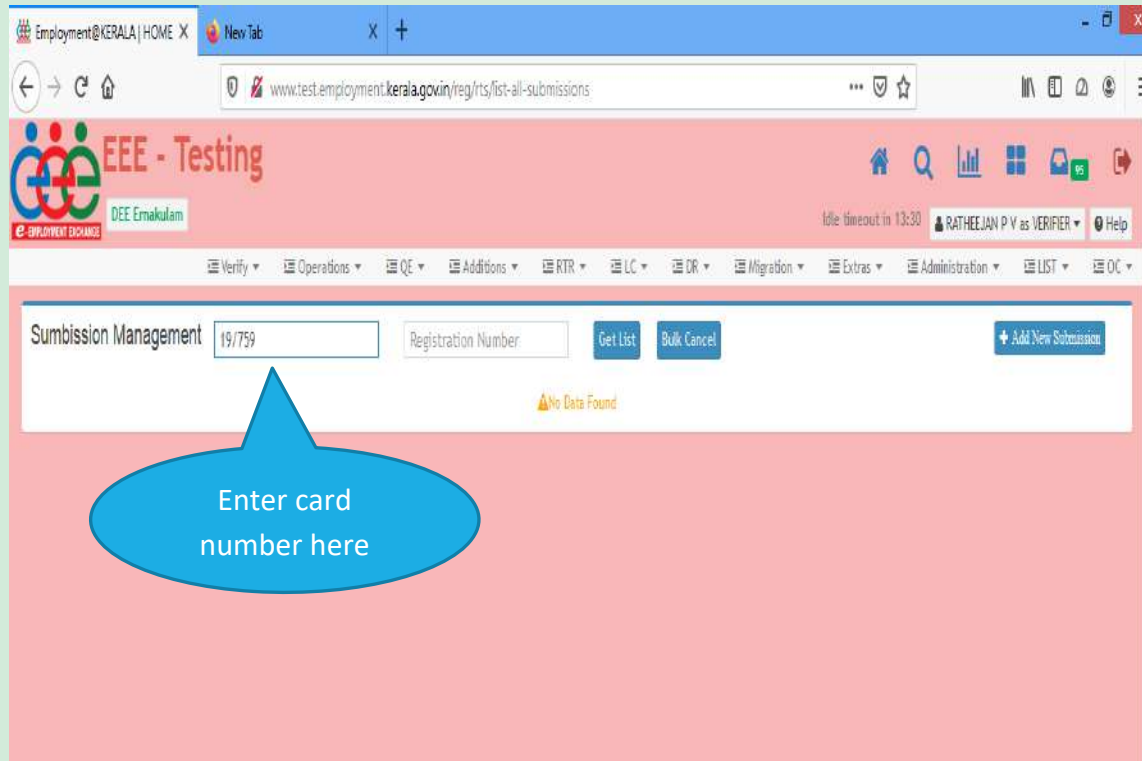 Employment@KERALA | HOME X New Tab X +
www.test.employment.kerala.gov.in/reg/rts/list-all-submissions
EEE - Testing
95
DEE Ernakulam
e-EMPLOYMENT EXCHANGE
Idle timeout in 13:30 RATHEEJAN P V as VERIFIER Help
Verify Operations QE Additions RTR LC DR Migration Extras Administration LIST OC
Sumbission Management 19/759 Registration Number Get List Bulk Cancel + Add New Submission
No Data Found
Enter card
number here